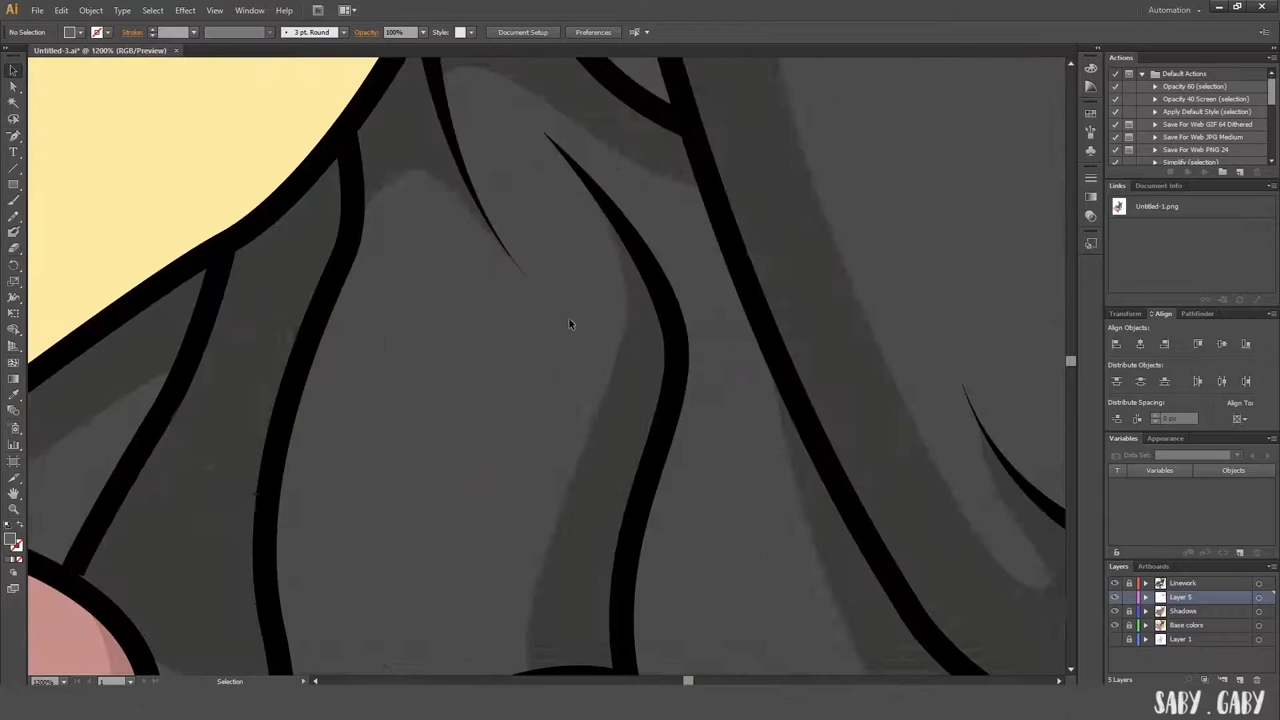 Ai File Edit Object Type Select Effect View Window Help Br Automation
No Selection Stroke: 3 pt. Round Opacity: 100% Style: Document Setup Preferences
Untitled-3.ai* @ 1200% (RGB/Preview) ×
Actions
Default Actions
Opacity 60 (selection)
Opacity 40 Screen (selection)
Apply Default Style (selection)
Save For Web GIF 64 Dithered
Save For Web JPG Medium
Save For Web PNG 24
Simplify (selection)
Links Document Info
Untitled-1.png
Transform Align Pathfinder
Align Objects:
Distribute Objects:
Distribute Spacing: Align To:
0 px
Variables Appearance
Data Set:
T Variables Objects
Layers Artboards
Linework
Layer 5
Shadows
Base colors
Layer 1
5 Layers
1200% 1 Selection
SABY . GABY